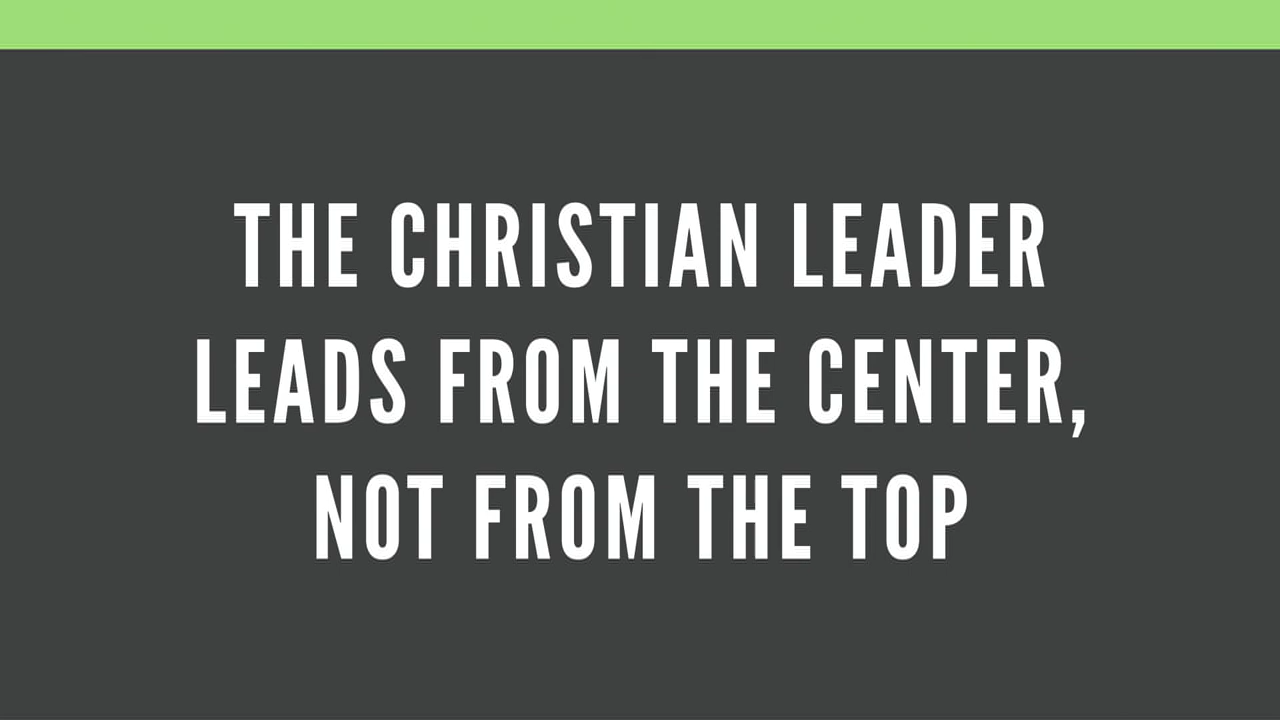 THE CHRISTIAN LEADER
LEADS FROM THE CENTER,
NOT FROM THE TOP